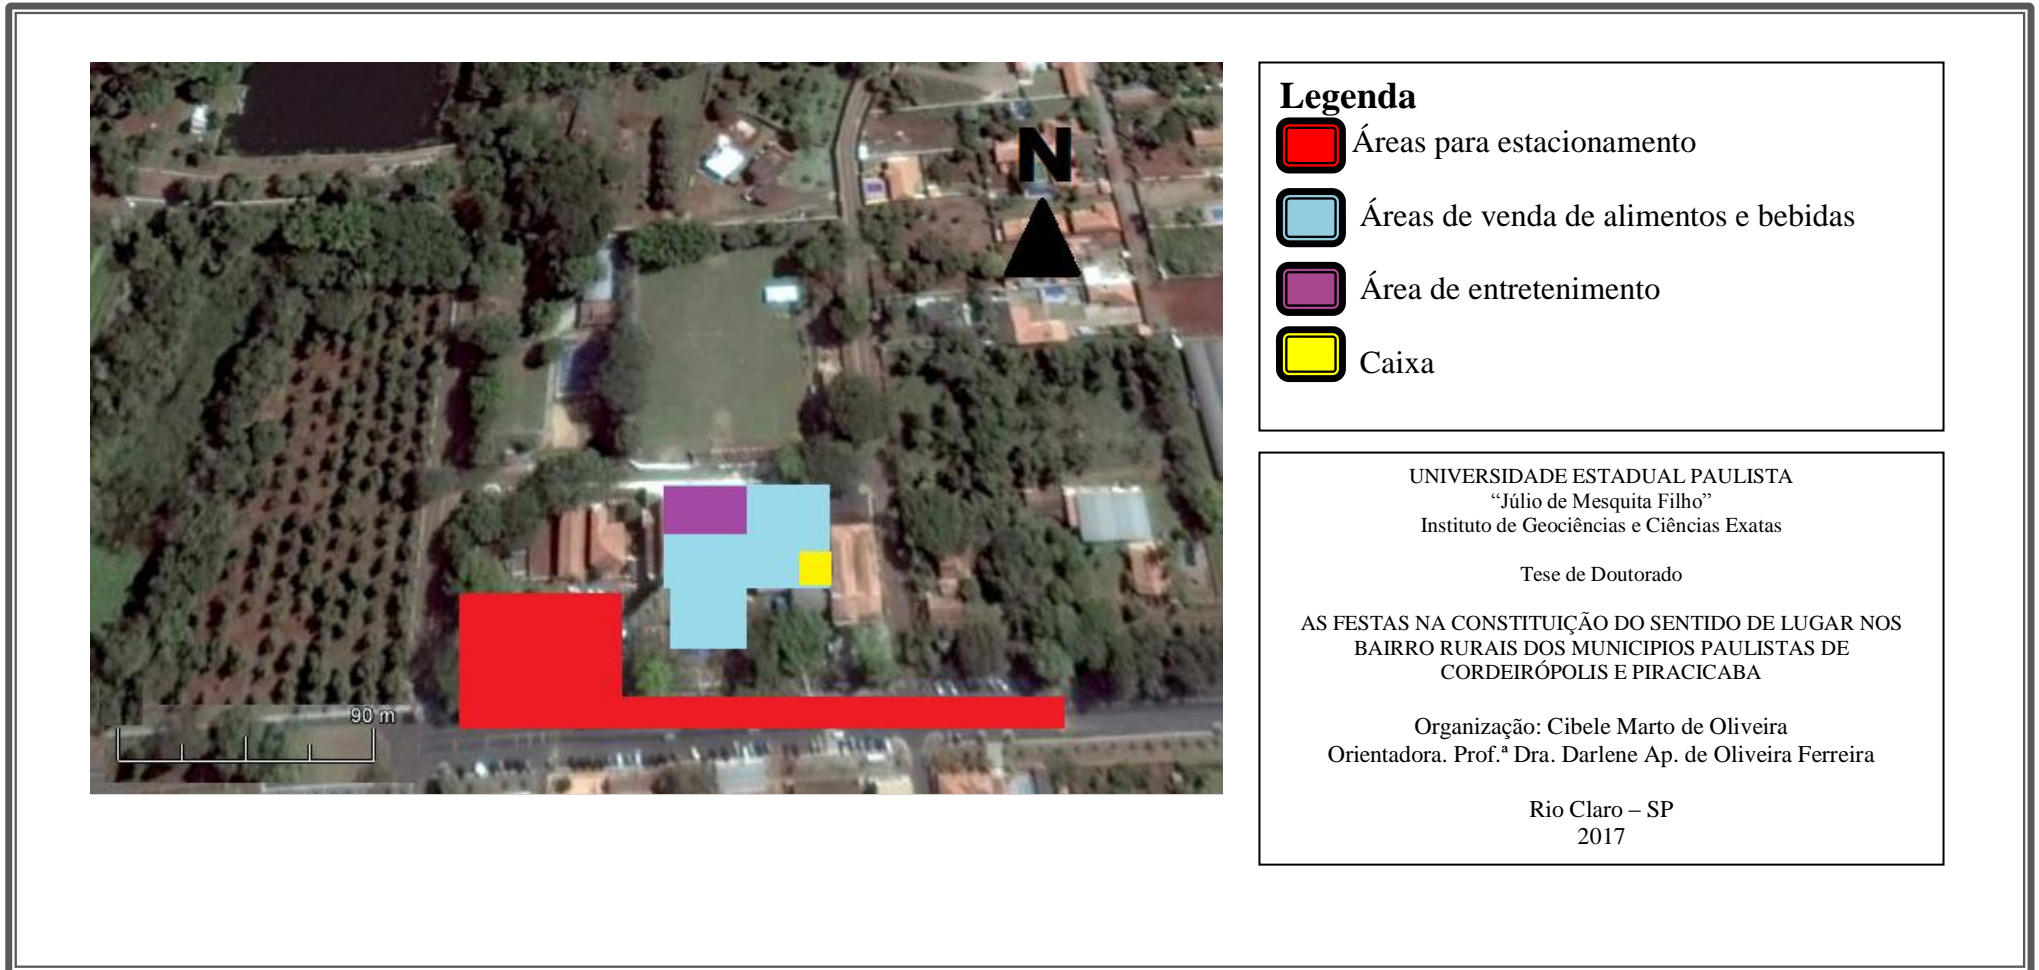 N
90 m
Legenda
Áreas para estacionamento
Áreas de venda de alimentos e bebidas
Área de entretenimento
Caixa
UNIVERSIDADE ESTADUAL PAULISTA
“Júlio de Mesquita Filho”
Instituto de Geociências e Ciências Exatas
Tese de Doutorado
AS FESTAS NA CONSTITUIÇÃO DO SENTIDO DE LUGAR NOS
BAIRRO RURAIS DOS MUNICIPIOS PAULISTAS DE
CORDEIRÓPOLIS E PIRACICABA
Organização: Cibele Marto de Oliveira
Orientadora. Prof.ª Dra. Darlene Ap. de Oliveira Ferreira
Rio Claro – SP
2017